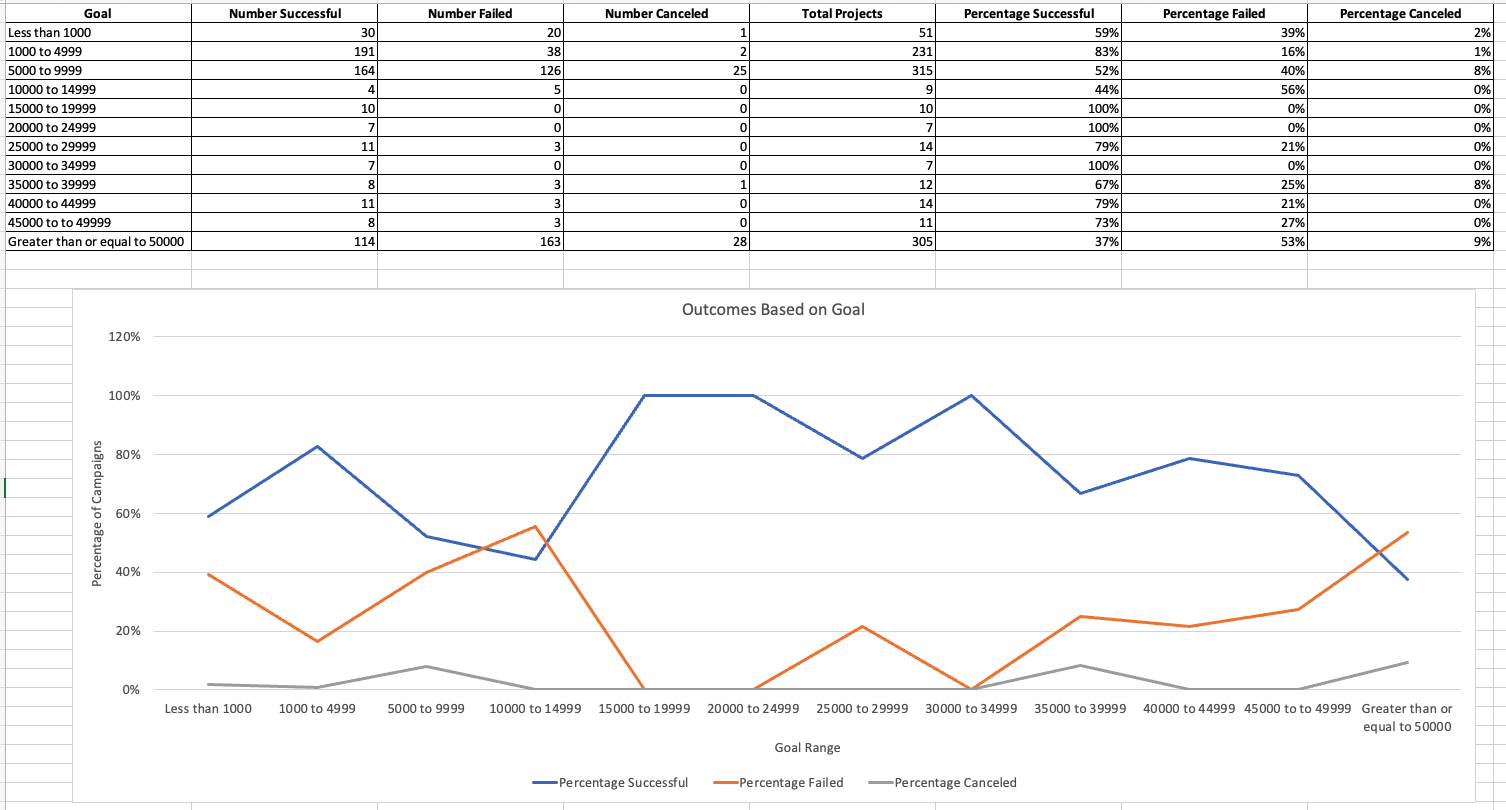 Goal Number Successful Number Failed Number Canceled Total Projects Percentage Successful Percentage Failed Percentage Canceled
Less than 1000 30 20 1 51 59% 39% 2%
1000 to 4999 191 38 2 231 83% 16% 1%
5000 to 9999 164 126 25 315 52% 40% 8%
10000 to 14999 4 5 0 9 44% 56% 0%
15000 to 19999 10 0 0 10 100% 0% 0%
20000 to 24999 7 0 0 7 100% 0% 0%
25000 to 29999 11 3 0 14 79% 21% 0%
30000 to 34999 7 0 0 7 100% 0% 0%
35000 to 39999 8 3 1 12 67% 25% 8%
40000 to 44999 11 3 0 14 79% 21% 0%
45000 to to 49999 8 3 0 11 73% 27% 0%
Greater than or equal to 50000 114 163 28 305 37% 53% 9%
Outcomes Based on Goal
120%
100%
80%
60%
40%
20%
0%
Percentage of Campaigns
Less than 1000 1000 to 4999 5000 to 9999 10000 to 14999 15000 to 19999 20000 to 24999 25000 to 29999 30000 to 34999 35000 to 39999 40000 to 44999 45000 to to 49999 Greater than or
equal to 50000
Goal Range
Percentage Successful Percentage Failed Percentage Canceled